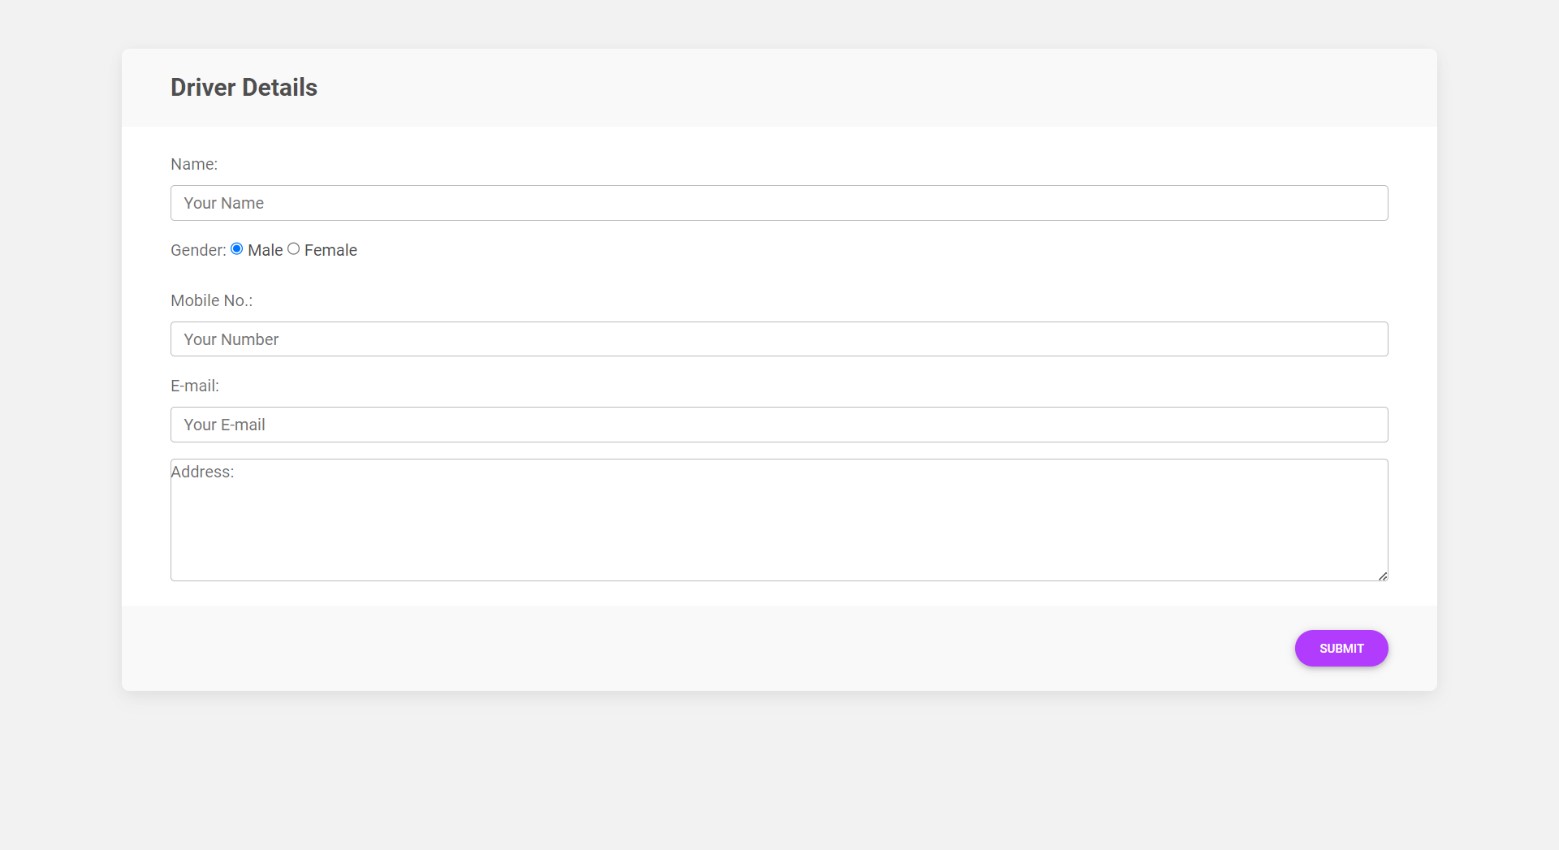 Driver Details
Name:
Your Name
Gender: Male Female
Mobile No.:
Your Number
E-mail:
Your E-mail
Address:
SUBMIT